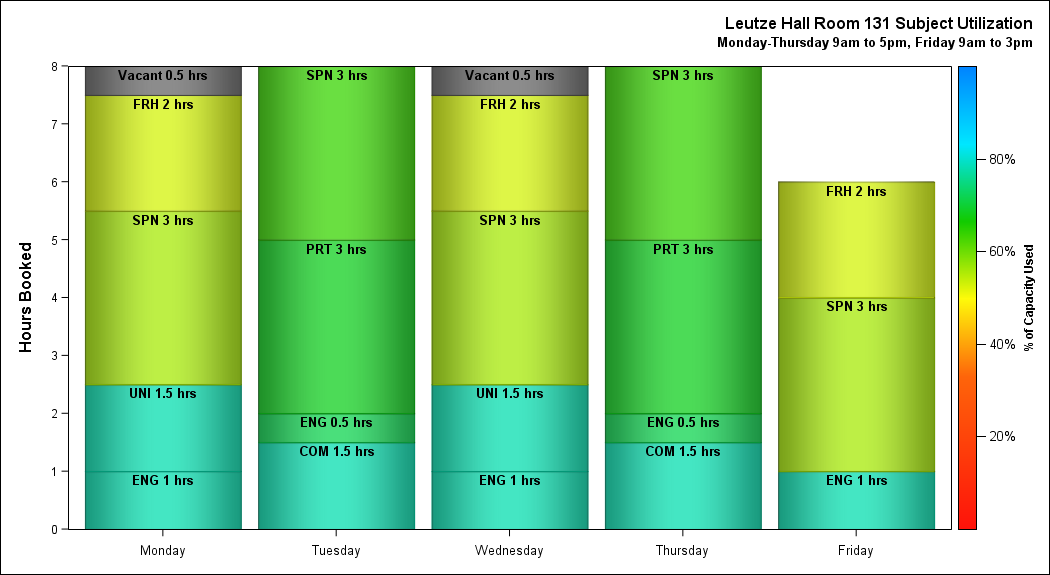 Leutze Hall Room 131 Subject Utilization
Monday-Thursday 9am to 5pm, Friday 9am to 3pm
Hours Booked
8
7
6
5
4
3
2
1
0
Vacant 0.5 hrs
FRH 2 hrs
SPN 3 hrs
UNI 1.5 hrs
ENG 1 hrs
Monday
SPN 3 hrs
PRT 3 hrs
ENG 0.5 hrs
COM 1.5 hrs
Tuesday
Vacant 0.5 hrs
FRH 2 hrs
SPN 3 hrs
UNI 1.5 hrs
ENG 1 hrs
Wednesday
SPN 3 hrs
PRT 3 hrs
ENG 0.5 hrs
COM 1.5 hrs
Thursday
FRH 2 hrs
SPN 3 hrs
ENG 1 hrs
Friday
80%
60%
40%
20%
% of Capacity Used